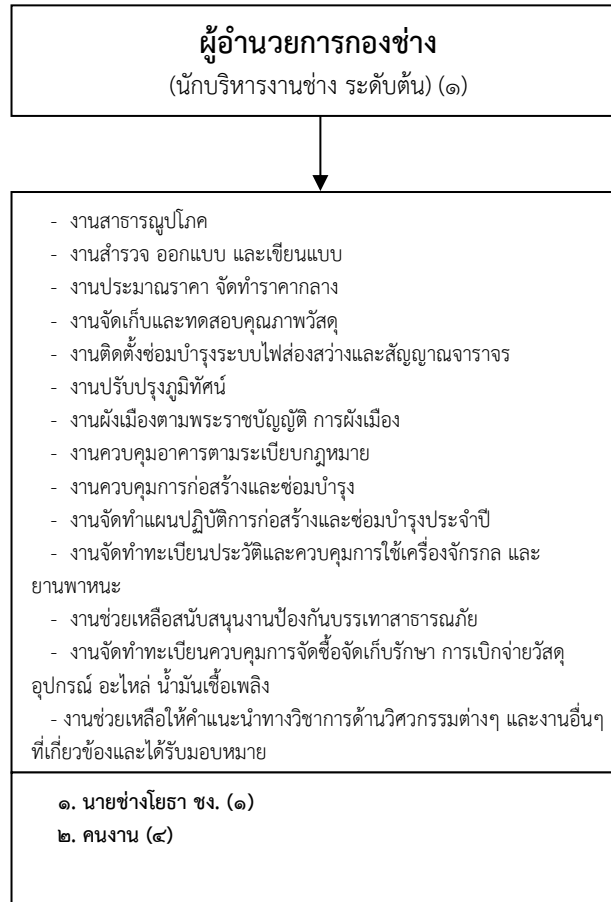 ผู้อำนวยการกองช่าง
(นักบริหารงานช่าง ระดับต้น) (๑)
- งานสาธารณูปโภค
- งานสำรวจ ออกแบบ และเขียนแบบ
- งานประมาณราคา จัดทำราคากลาง
- งานจัดเก็บและทดสอบคุณภาพวัสดุ
- งานติดตั้งซ่อมบำรุงระบบไฟส่องสว่างและสัญญาณจาราจร
- งานปรับปรุงภูมิทัศน์
- งานผังเมืองตามพระราชบัญญัติ การผังเมือง
- งานควบคุมอาคารตามระเบียบกฎหมาย
- งานควบคุมการก่อสร้างและซ่อมบำรุง
- งานจัดทำแผนปฏิบัติการก่อสร้างและซ่อมบำรุงประจำปี
- งานจัดทำทะเบียนประวัติและควบคุมการใช้เครื่องจักรกล และ
ยานพาหนะ
- งานช่วยเหลือสนับสนุนงานป้องกันบรรเทาสาธารณภัย
- งานจัดทำทะเบียนควบคุมการจัดซื้อจัดเก็บรักษา การเบิกจ่ายวัสดุ
อุปกรณ์ อะไหล่ น้ำมันเชื้อเพลิง
- งานช่วยเหลือให้คำแนะนำทางวิชาการด้านวิศวกรรมต่างๆ และงานอื่นๆ
ที่เกี่ยวข้องและได้รับมอบหมาย
๑. นายช่างโยธา ชง. (๑)
๒. คนงาน (๔)